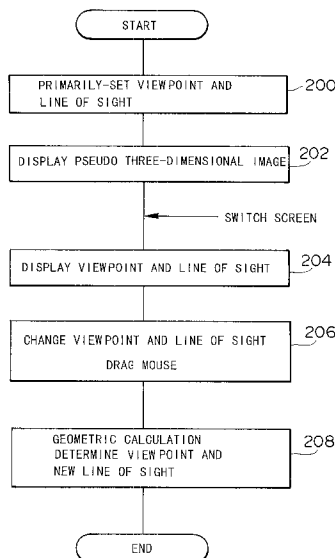 START
PRIMARILY-SET VIEWPOINT AND
LINE OF SIGHT
200
DISPLAY PSEUDO THREE-DIMENSIONAL IMAGE
202
SWITCH SCREEN
DISPLAY VIEWPOINT AND LINE OF SIGHT
204
CHANGE VIEWPOINT AND LINE OF SIGHT
DRAG MOUSE
206
GEOMETRIC CALCULATION
DETERMINE VIEWPOINT AND
NEW LINE OF SIGHT
208
END